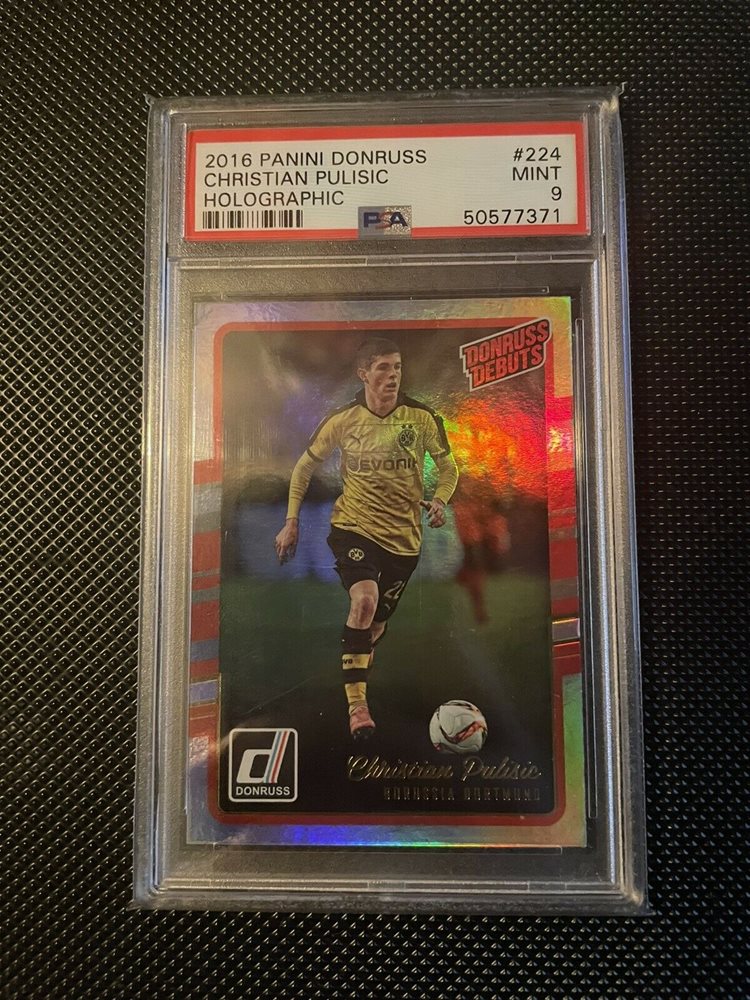 2016 PANINI DONRUSS #224
CHRISTIAN PULISIC MINT
HOLOGRAPHIC 9
PSA 50577371
DONRUSS
DEBUTS
EVONIK
22
DONRUSS
Christian Pulisic
BORUSSIA DORTMUND